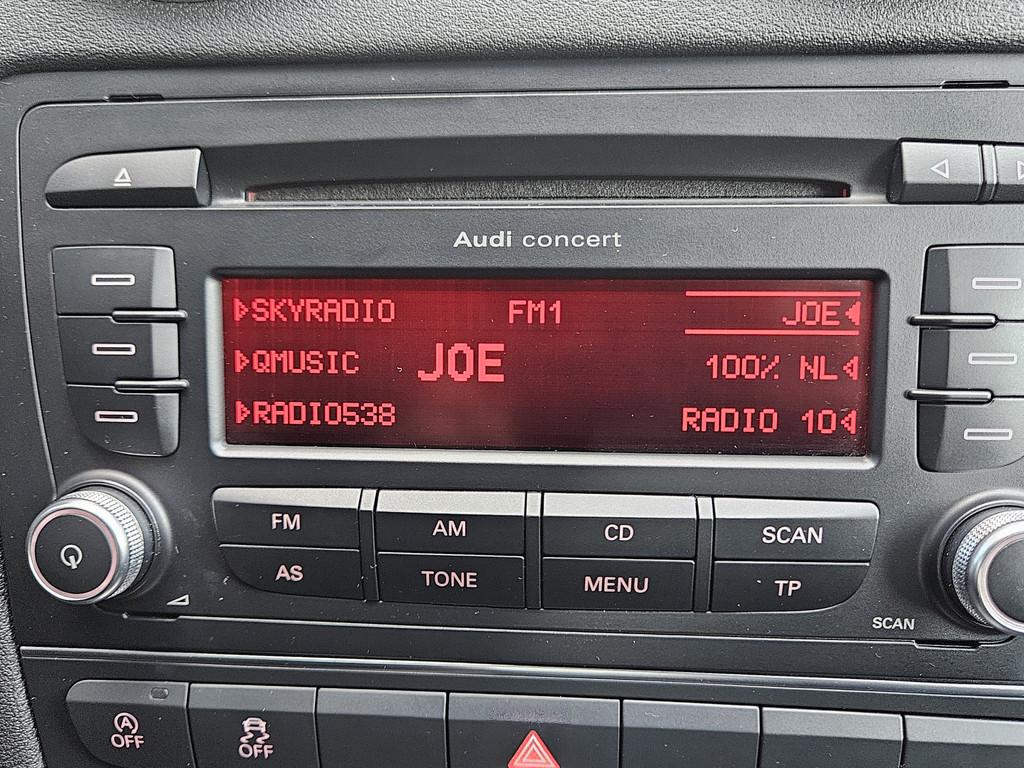 Audi concert
SKYRADIO FM1 JOE
QMUSIC JOE 100% NL
RADIO538 RADIO 10
FM AM CD SCAN
AS TONE MENU TP
SCAN
A
OFF OFF